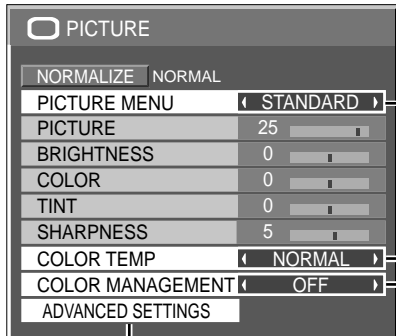 PICTURE
NORMALIZE NORMAL
PICTURE MENU STANDARD
PICTURE 25
BRIGHTNESS 0
COLOR 0
TINT 0
SHARPNESS 5
COLOR TEMP NORMAL
COLOR MANAGEMENT OFF
ADVANCED SETTINGS